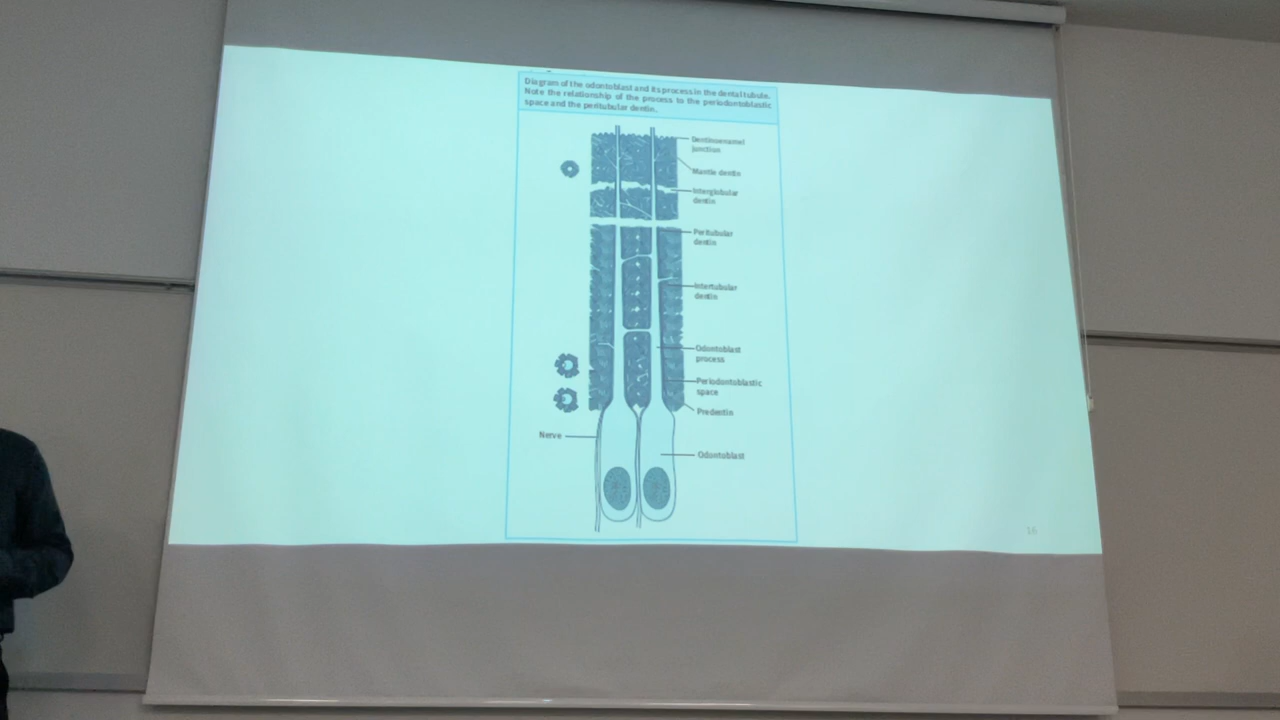 Diagram of the odontoblast and its process in the dental tubule.
Note the relationship of the process to the periodontoblastic
space and the peritubular dentin.
Dentinoenamel
junction
Mantle dentin
Interglobular
dentin
Peritubular
dentin
Intertubular
dentin
Odontoblast
process
Periodontoblastic
space
Predentin
Nerve
Odontoblast
16